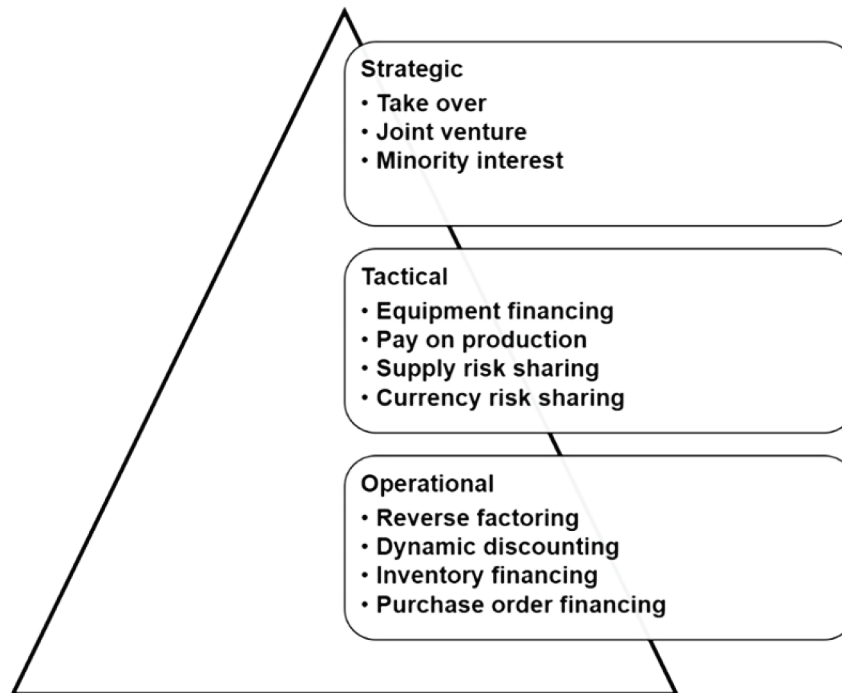 Strategic
• Take over
• Joint venture
• Minority interest
Tactical
• Equipment financing
• Pay on production
• Supply risk sharing
• Currency risk sharing
Operational
• Reverse factoring
• Dynamic discounting
• Inventory financing
• Purchase order financing